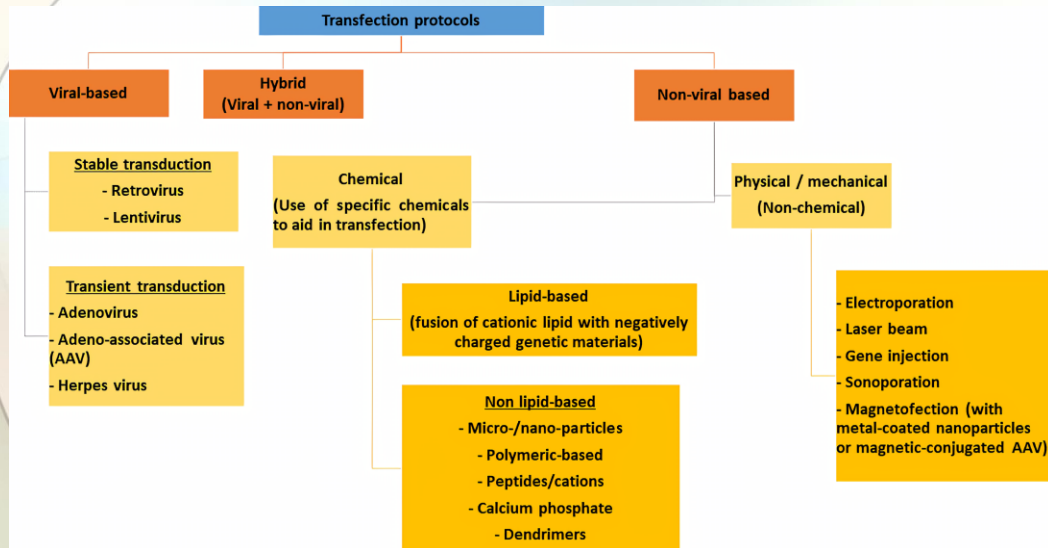 Transfection protocols
Viral-based
Hybrid
(Viral + non-viral)
Non-viral based
Stable transduction
- Retrovirus
- Lentivirus
Transient transduction
- Adenovirus
- Adeno-associated virus
(AAV)
- Herpes virus
Chemical
(Use of specific chemicals
to aid in transfection)
Lipid-based
(fusion of cationic lipid with negatively
charged genetic materials)
Non lipid-based
- Micro-/nano-particles
- Polymeric-based
- Peptides/cations
- Calcium phosphate
- Dendrimers
Physical / mechanical
(Non-chemical)
- Electroporation
- Laser beam
- Gene injection
- Sonoporation
- Magnetofection (with
metal-coated nanoparticles
or magnetic-conjugated AAV)